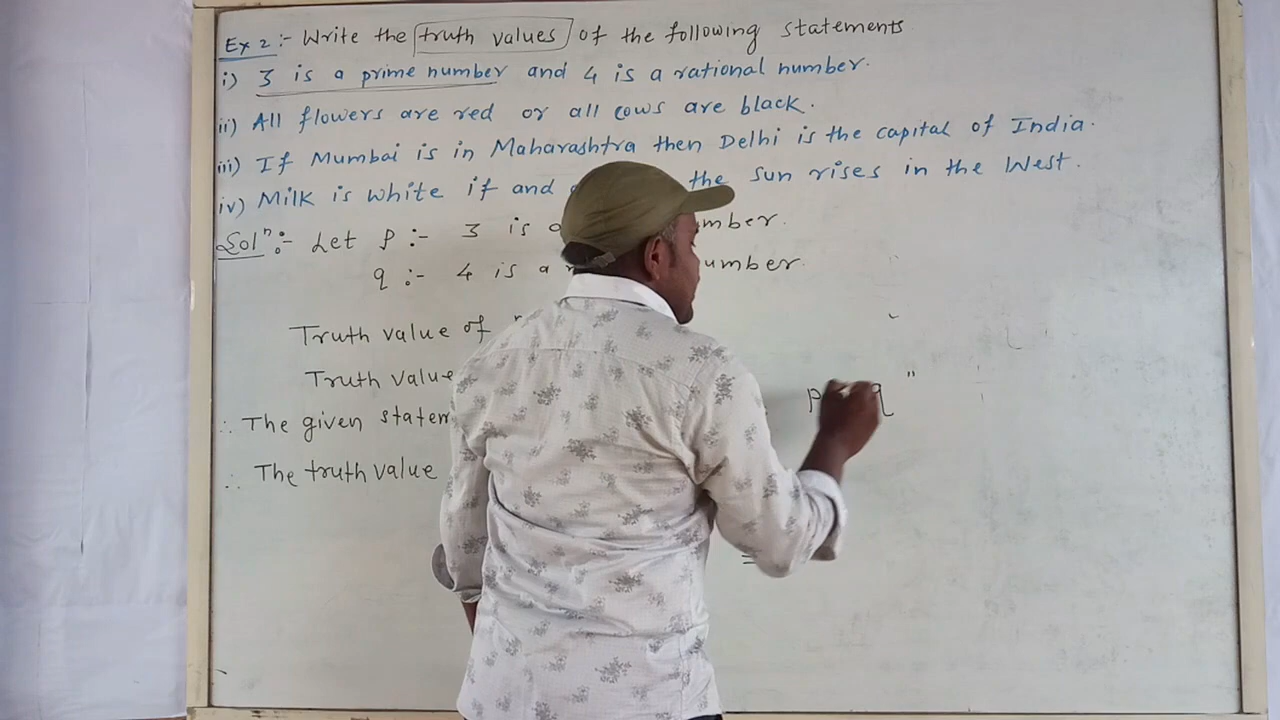 Ex 2 :- Write the truth values of the following statements
i) 3 is a prime number and 4 is a rational number.
ii) All flowers are red or all cows are black.
iii) If Mumbai is in Maharashtra then Delhi is the capital of India.
iv) Milk is white if and the sun rises in the West.
Solⁿ :- Let p :- 3 is a mber.
q :- 4 is a umber.
Truth value of
Truth value
∴ The given statem p q "
∴ The truth value
=